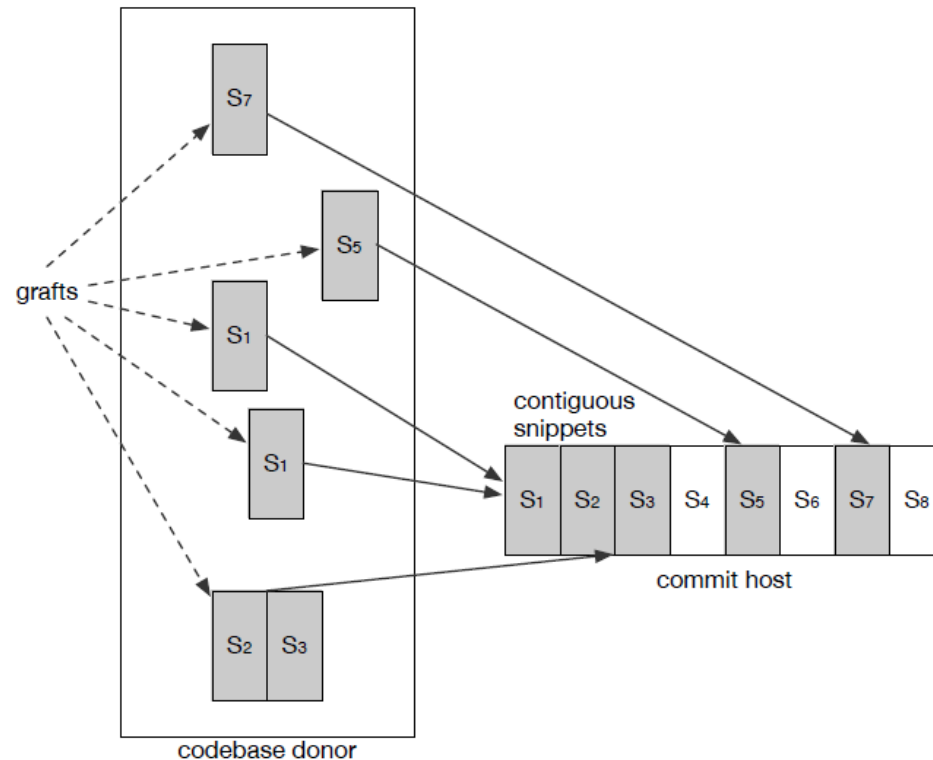 S7
S5
grafts
S1
contiguous
snippets
S1
S1 S2 S3 S4 S5 S6 S7 S8
commit host
S2 S3
codebase donor